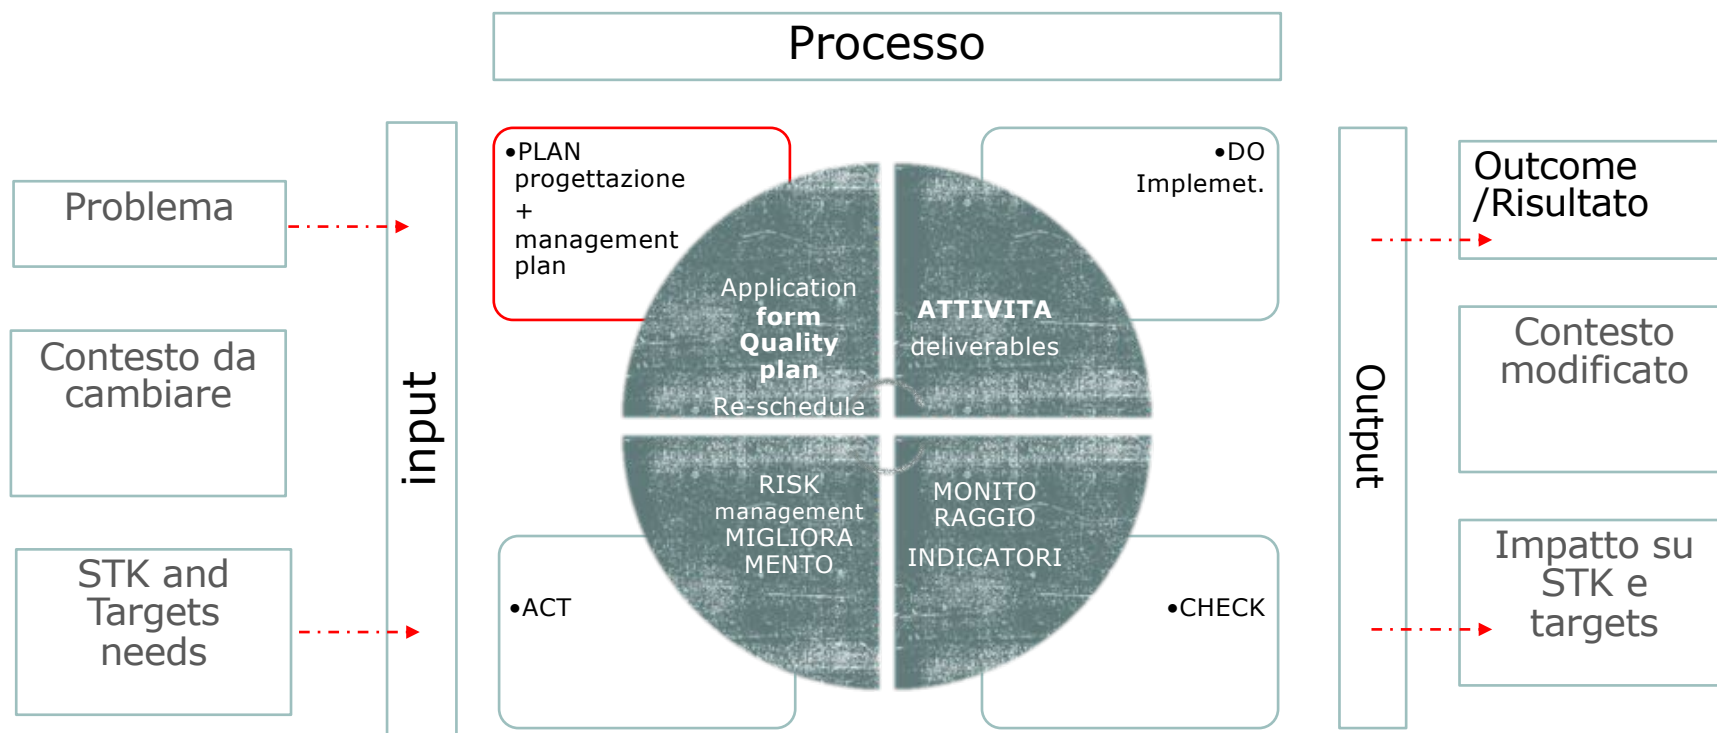 Processo
Problema
Contesto da
cambiare
STK and
Targets
needs
input
•PLAN
progettazione
+
management
plan
•DO
Implemet.
Application
form
Quality
plan
Re-schedule
ATTIVITA
deliverables
RISK
management
MIGLIORA
MENTO
MONITO
RAGGIO
INDICATORI
•ACT
•CHECK
Output
Outcome
/Risultato
Contesto
modificato
Impatto su
STK e
targets